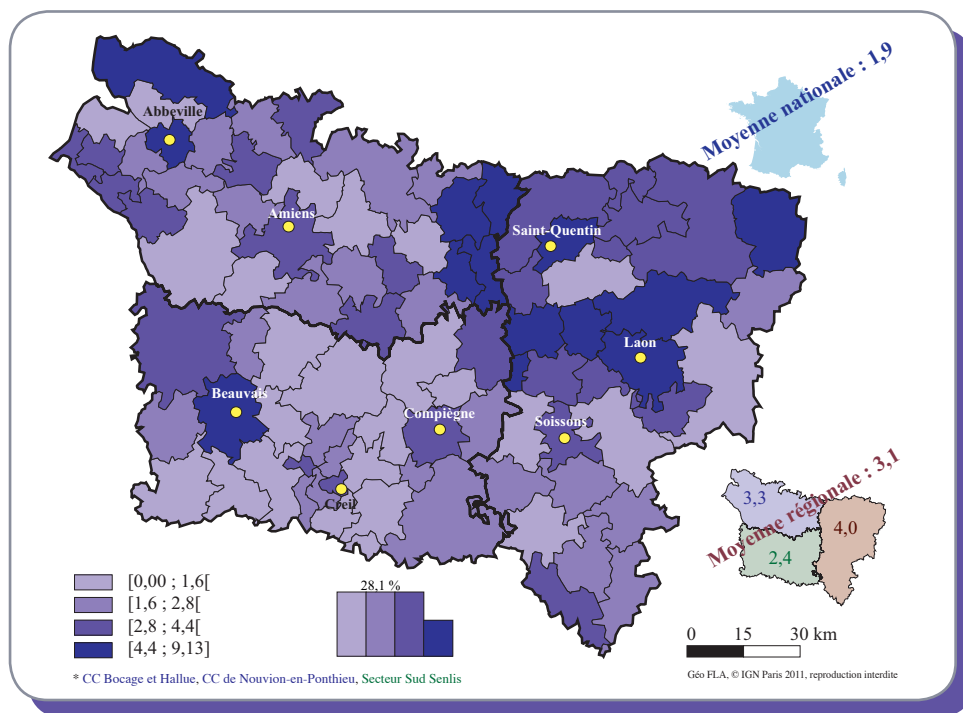 Moyenne nationale : 1,9
Abbeville
Amiens
Saint-Quentin
Laon
Beauvais
Compiègne
Soissons
Creil
Moyenne régionale : 3,1
3,3
4,0
2,4
[0,00 ; 1,6[
[1,6 ; 2,8[
[2,8 ; 4,4[
[4,4 ; 9,13]
28,1 %
0 15 30 km
* CC Bocage et Hallue, CC de Nouvion-en-Ponthieu, Secteur Sud Senlis
Géo FLA, © IGN Paris 2011, reproduction interdite